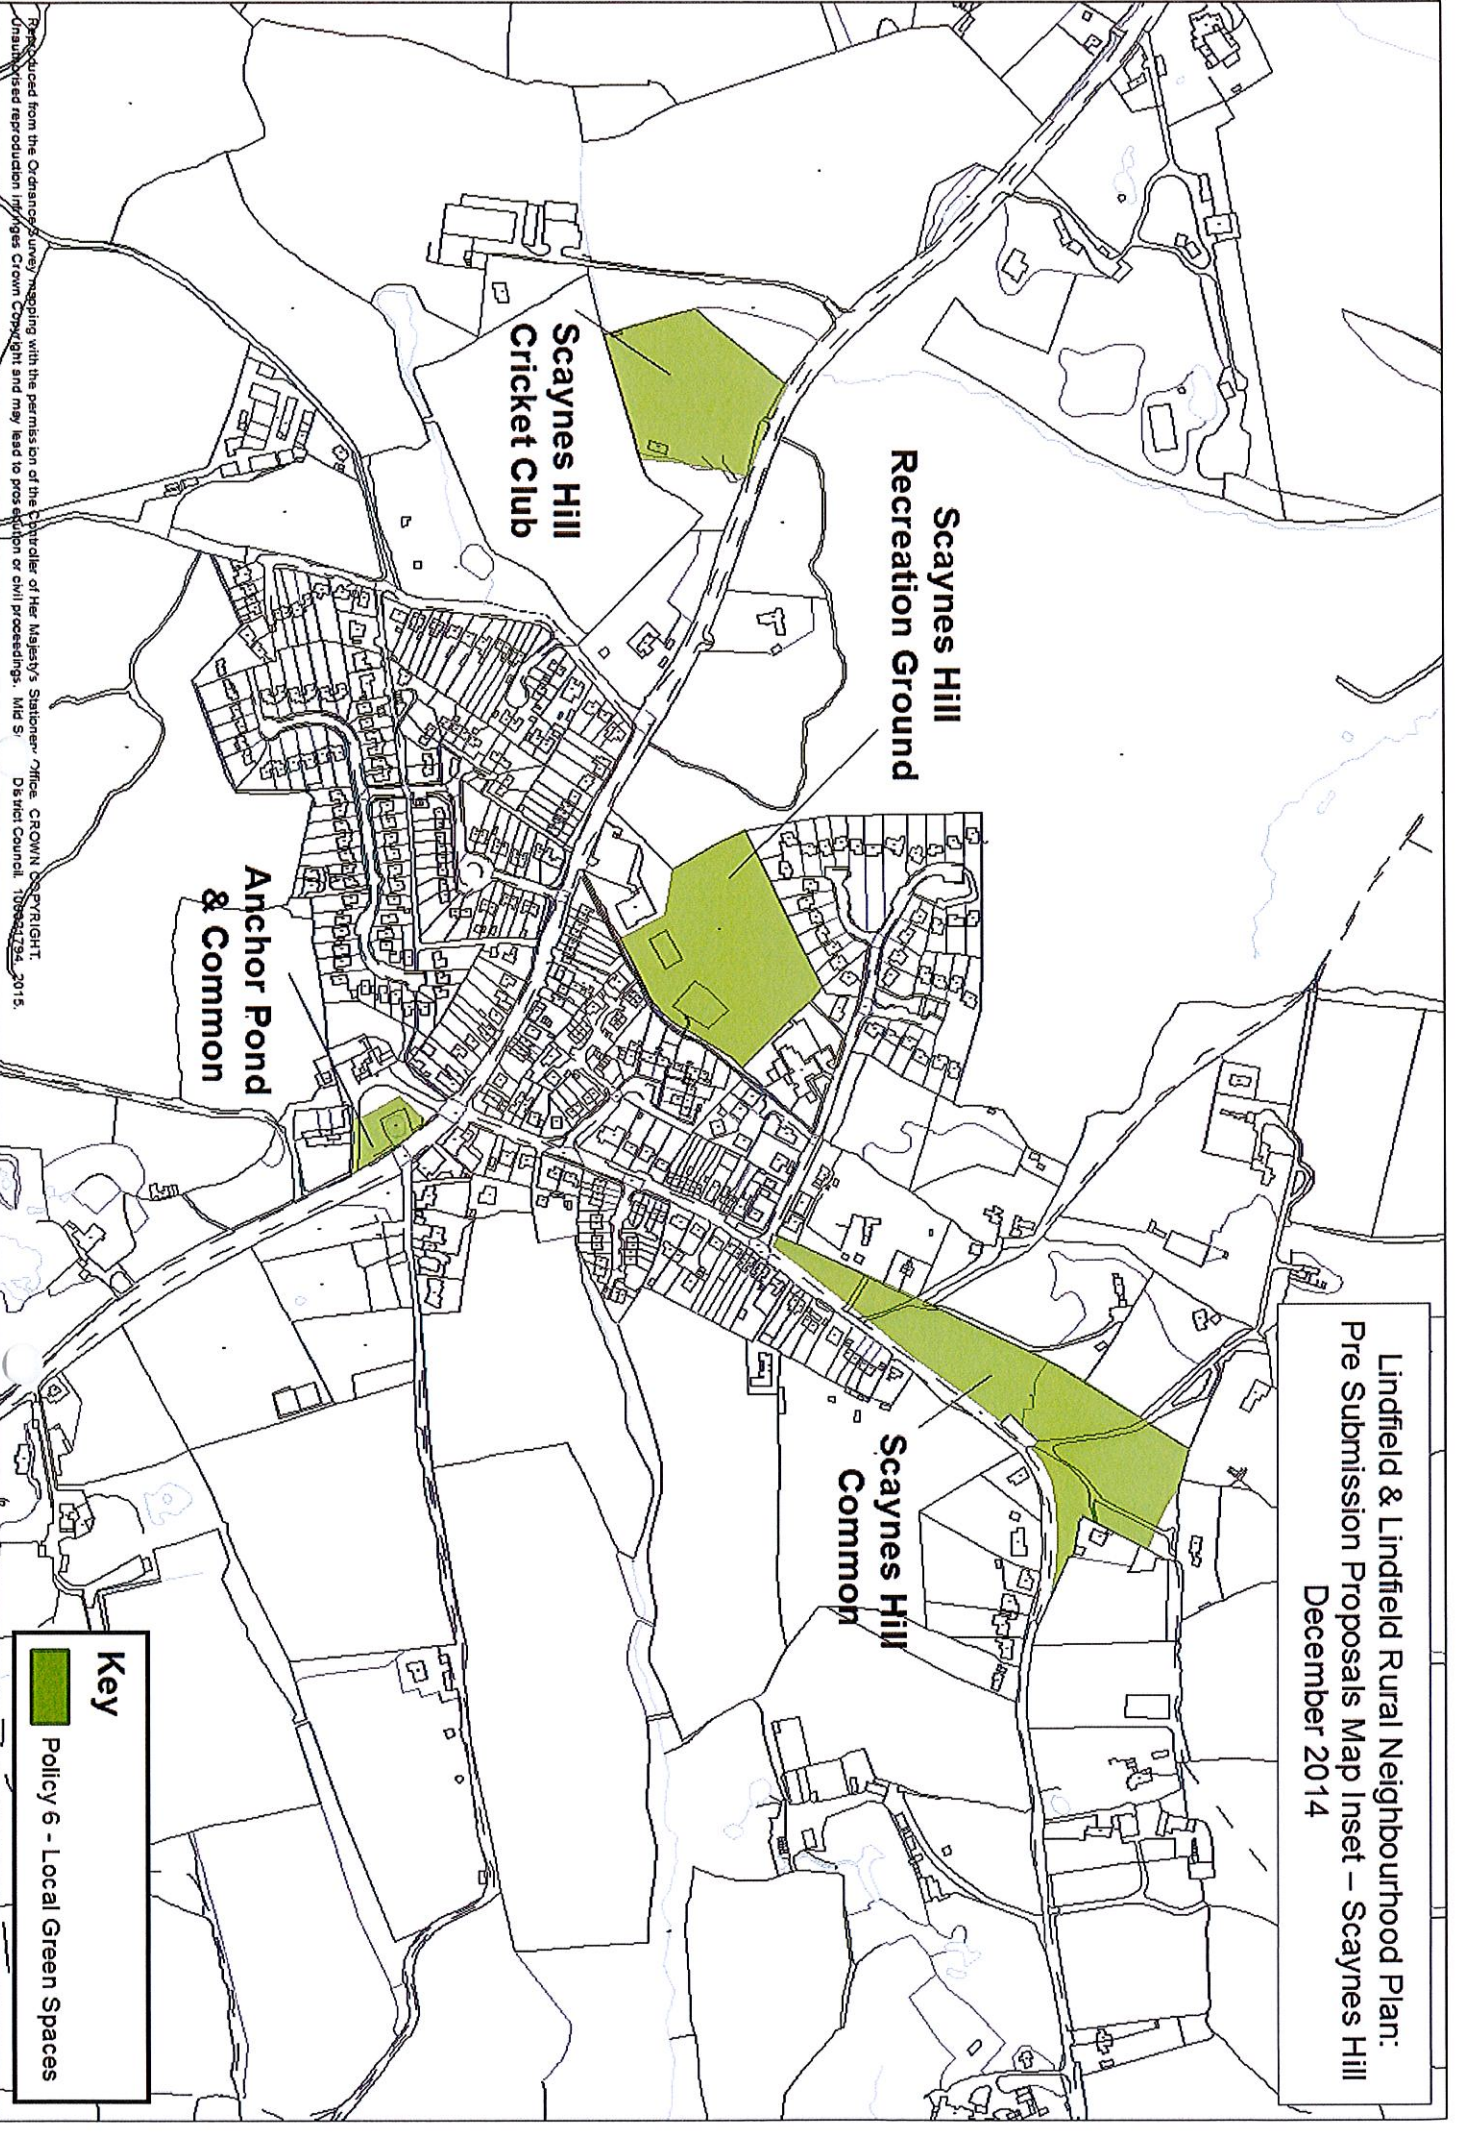 Lindfield & Lindfield Rural Neighbourhood Plan:
Pre Submission Proposals Map Inset – Scaynes Hill
December 2014
Scaynes Hill
Recreation Ground
Scaynes Hill
Cricket Club
Scaynes Hill
Common
Anchor Pond
& Common
Key
Policy 6 - Local Green Spaces
Reproduced from the Ordnance Survey mapping with the permission of the Controller of Her Majesty's Stationery Office. CROWN COPYRIGHT.
Unauthorised reproduction infringes Crown Copyright and may lead to prosecution or civil proceedings. Mid S District Council. 2015.